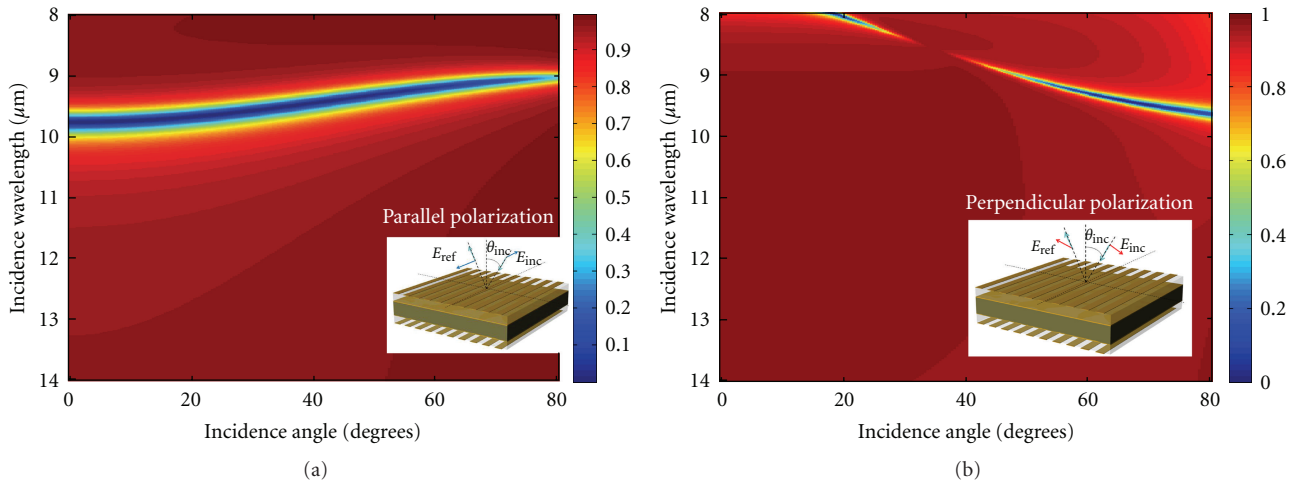 8
9
10
11
12
13
14
Incidence wavelength (μm)
0
20
40
60
80
Incidence angle (degrees)
0.9
0.8
0.7
0.6
0.5
0.4
0.3
0.2
0.1
Parallel polarization
E_ref
θ_inc
E_inc
(a)
8
9
10
11
12
13
14
Incidence wavelength (μm)
0
20
40
60
80
Incidence angle (degrees)
1
0.8
0.6
0.4
0.2
0
Perpendicular polarization
E_ref
θ_inc
E_inc
(b)